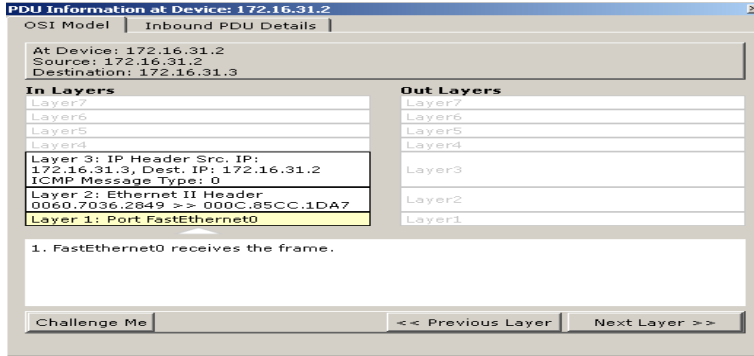 PDU Information at Device: 172.16.31.2
OSI Model
Inbound PDU Details
At Device: 172.16.31.2
Source: 172.16.31.2
Destination: 172.16.31.3
In Layers
Layer7
Layer6
Layer5
Layer4
Layer 3: IP Header Src. IP:
172.16.31.3, Dest. IP: 172.16.31.2
ICMP Message Type: 0
Layer 2: Ethernet II Header
0060.7036.2849 >> 000C.85CC.1DA7
Layer 1: Port FastEthernet0
Out Layers
Layer7
Layer6
Layer5
Layer4
Layer3
Layer2
Layer1
1. FastEthernet0 receives the frame.
Challenge Me
<< Previous Layer
Next Layer >>